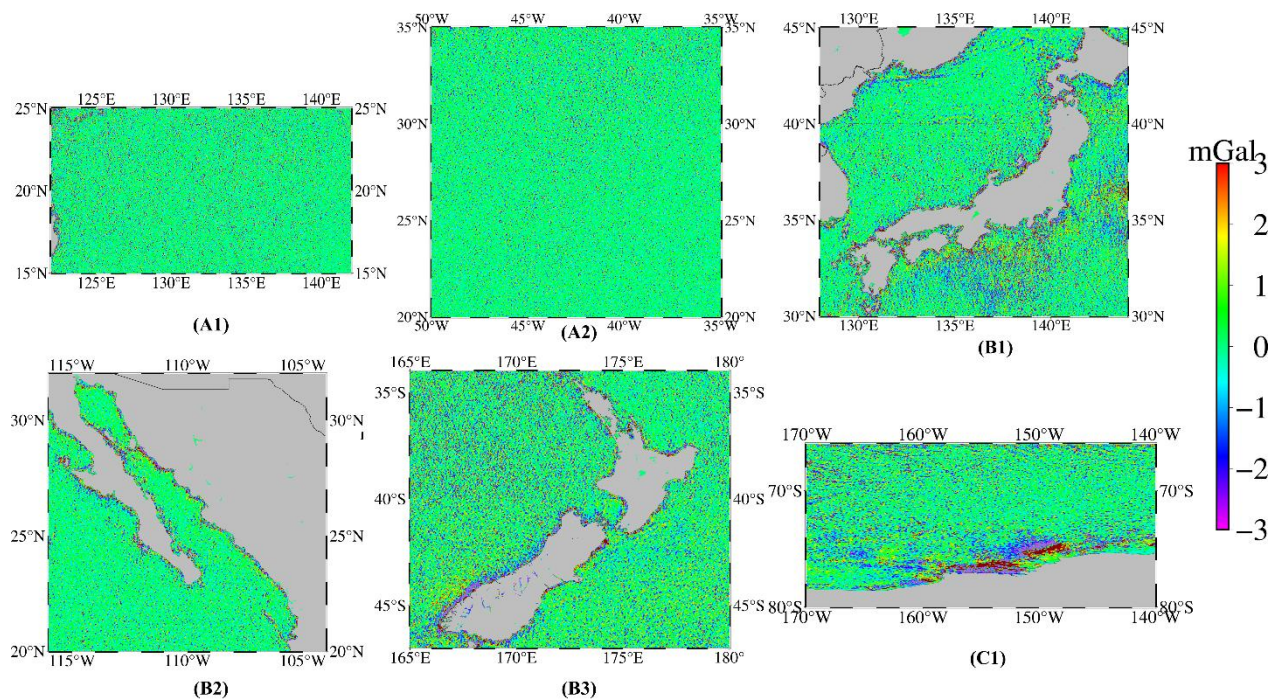 50°W 45°W 40°W 35°W
130°E 135°E 140°E
125°E 130°E 135°E 140°E
35°N 35°N
45°N 45°N
25°N 25°N
30°N 30°N
40°N 40°N
mGal
3
2
1
0
−1
−2
−3
20°N 20°N
25°N 25°N
35°N 35°N
15°N 15°N
125°E 130°E 135°E 140°E
20°N 20°N
50°W 45°W 40°W 35°W
30°N 30°N
130°E 135°E 140°E
(A1)
(A2)
(B1)
115°W 110°W 105°W
165°E 170°E 175°E 180°
35°S 35°S
30°N 30°N
170°W 160°W 150°W 140°W
70°S 70°S
40°S 40°S
25°N 25°N
45°S 45°S
80°S 80°S
170°W 160°W 150°W 140°W
20°N 20°N
115°W 110°W 105°W
165°E 170°E 175°E 180°
(B2)
(B3)
(C1)